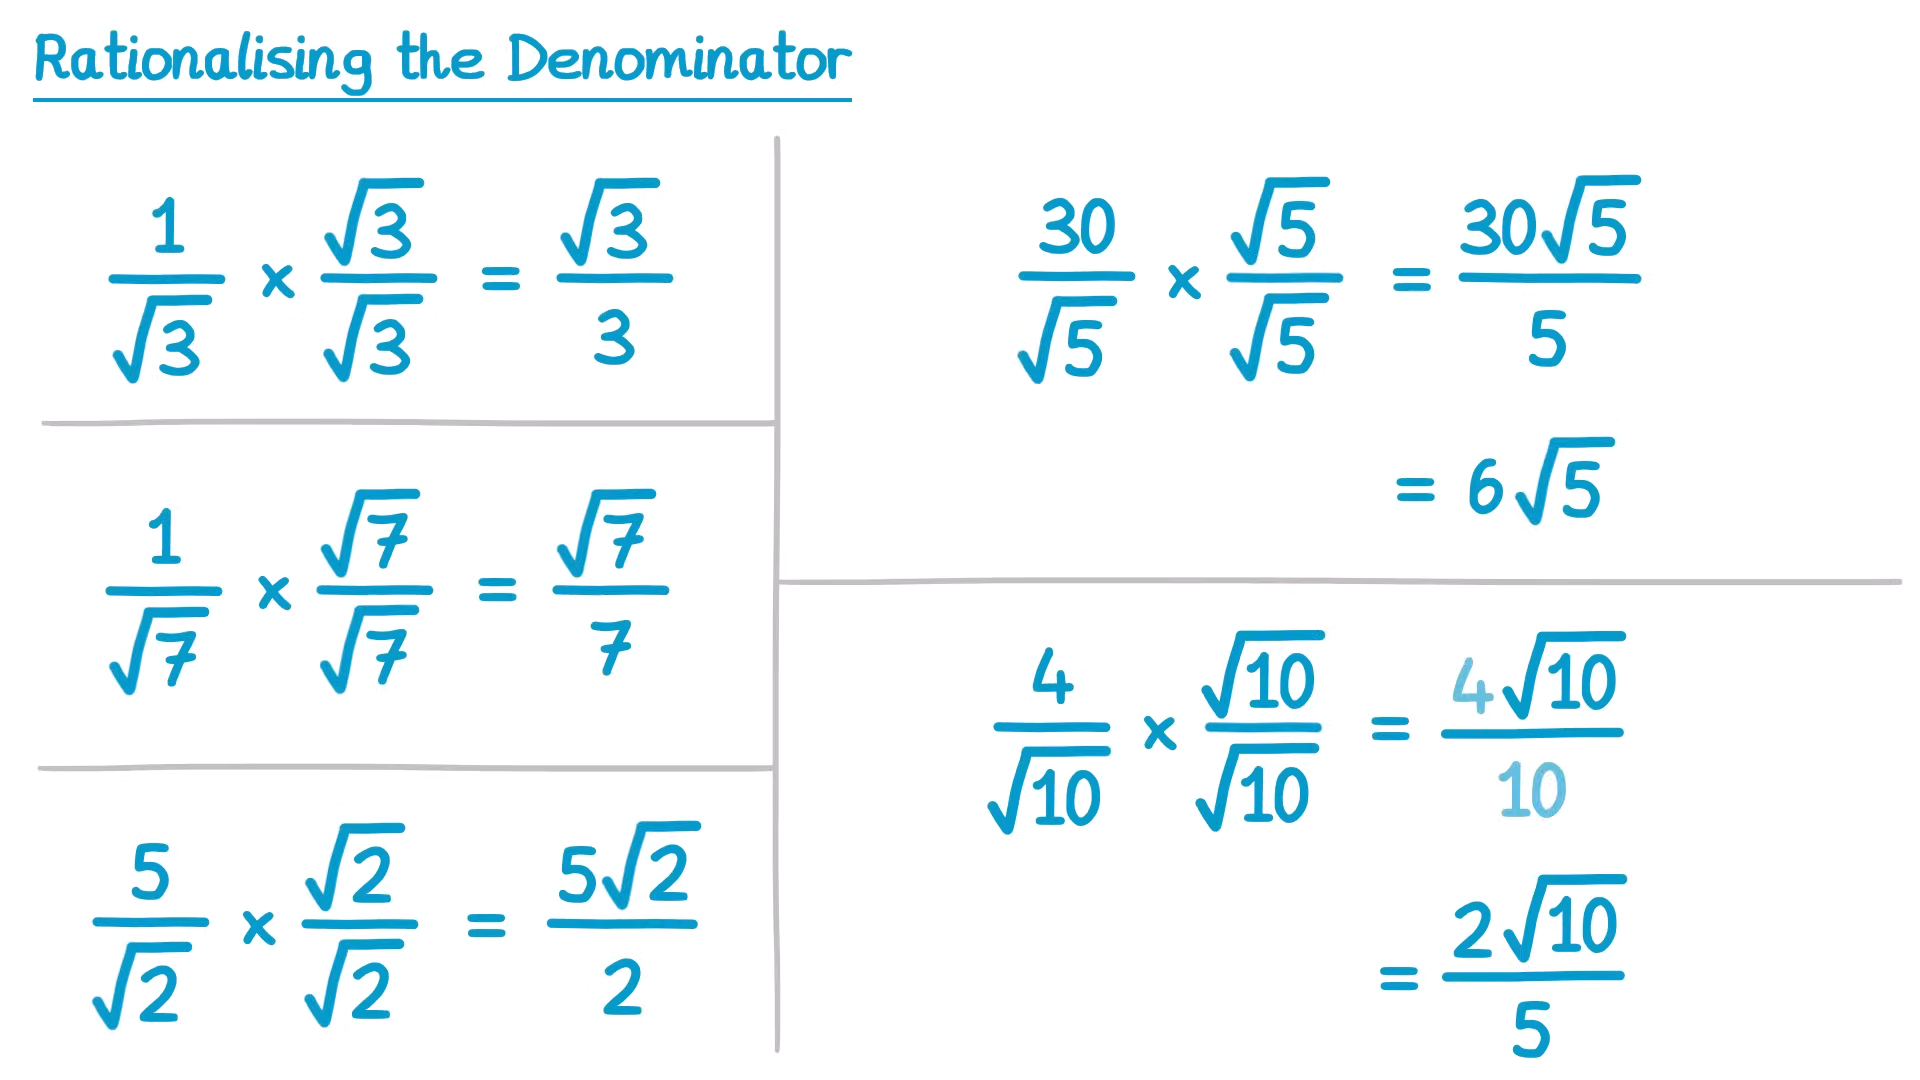 Rationalising the Denominator
1/√3 × √3/√3 = √3/3
1/√7 × √7/√7 = √7/7
5/√2 × √2/√2 = 5√2/2
30/√5 × √5/√5 = 30√5/5
= 6√5
4/√10 × √10/√10 = 4√10/10
= 2√10/5